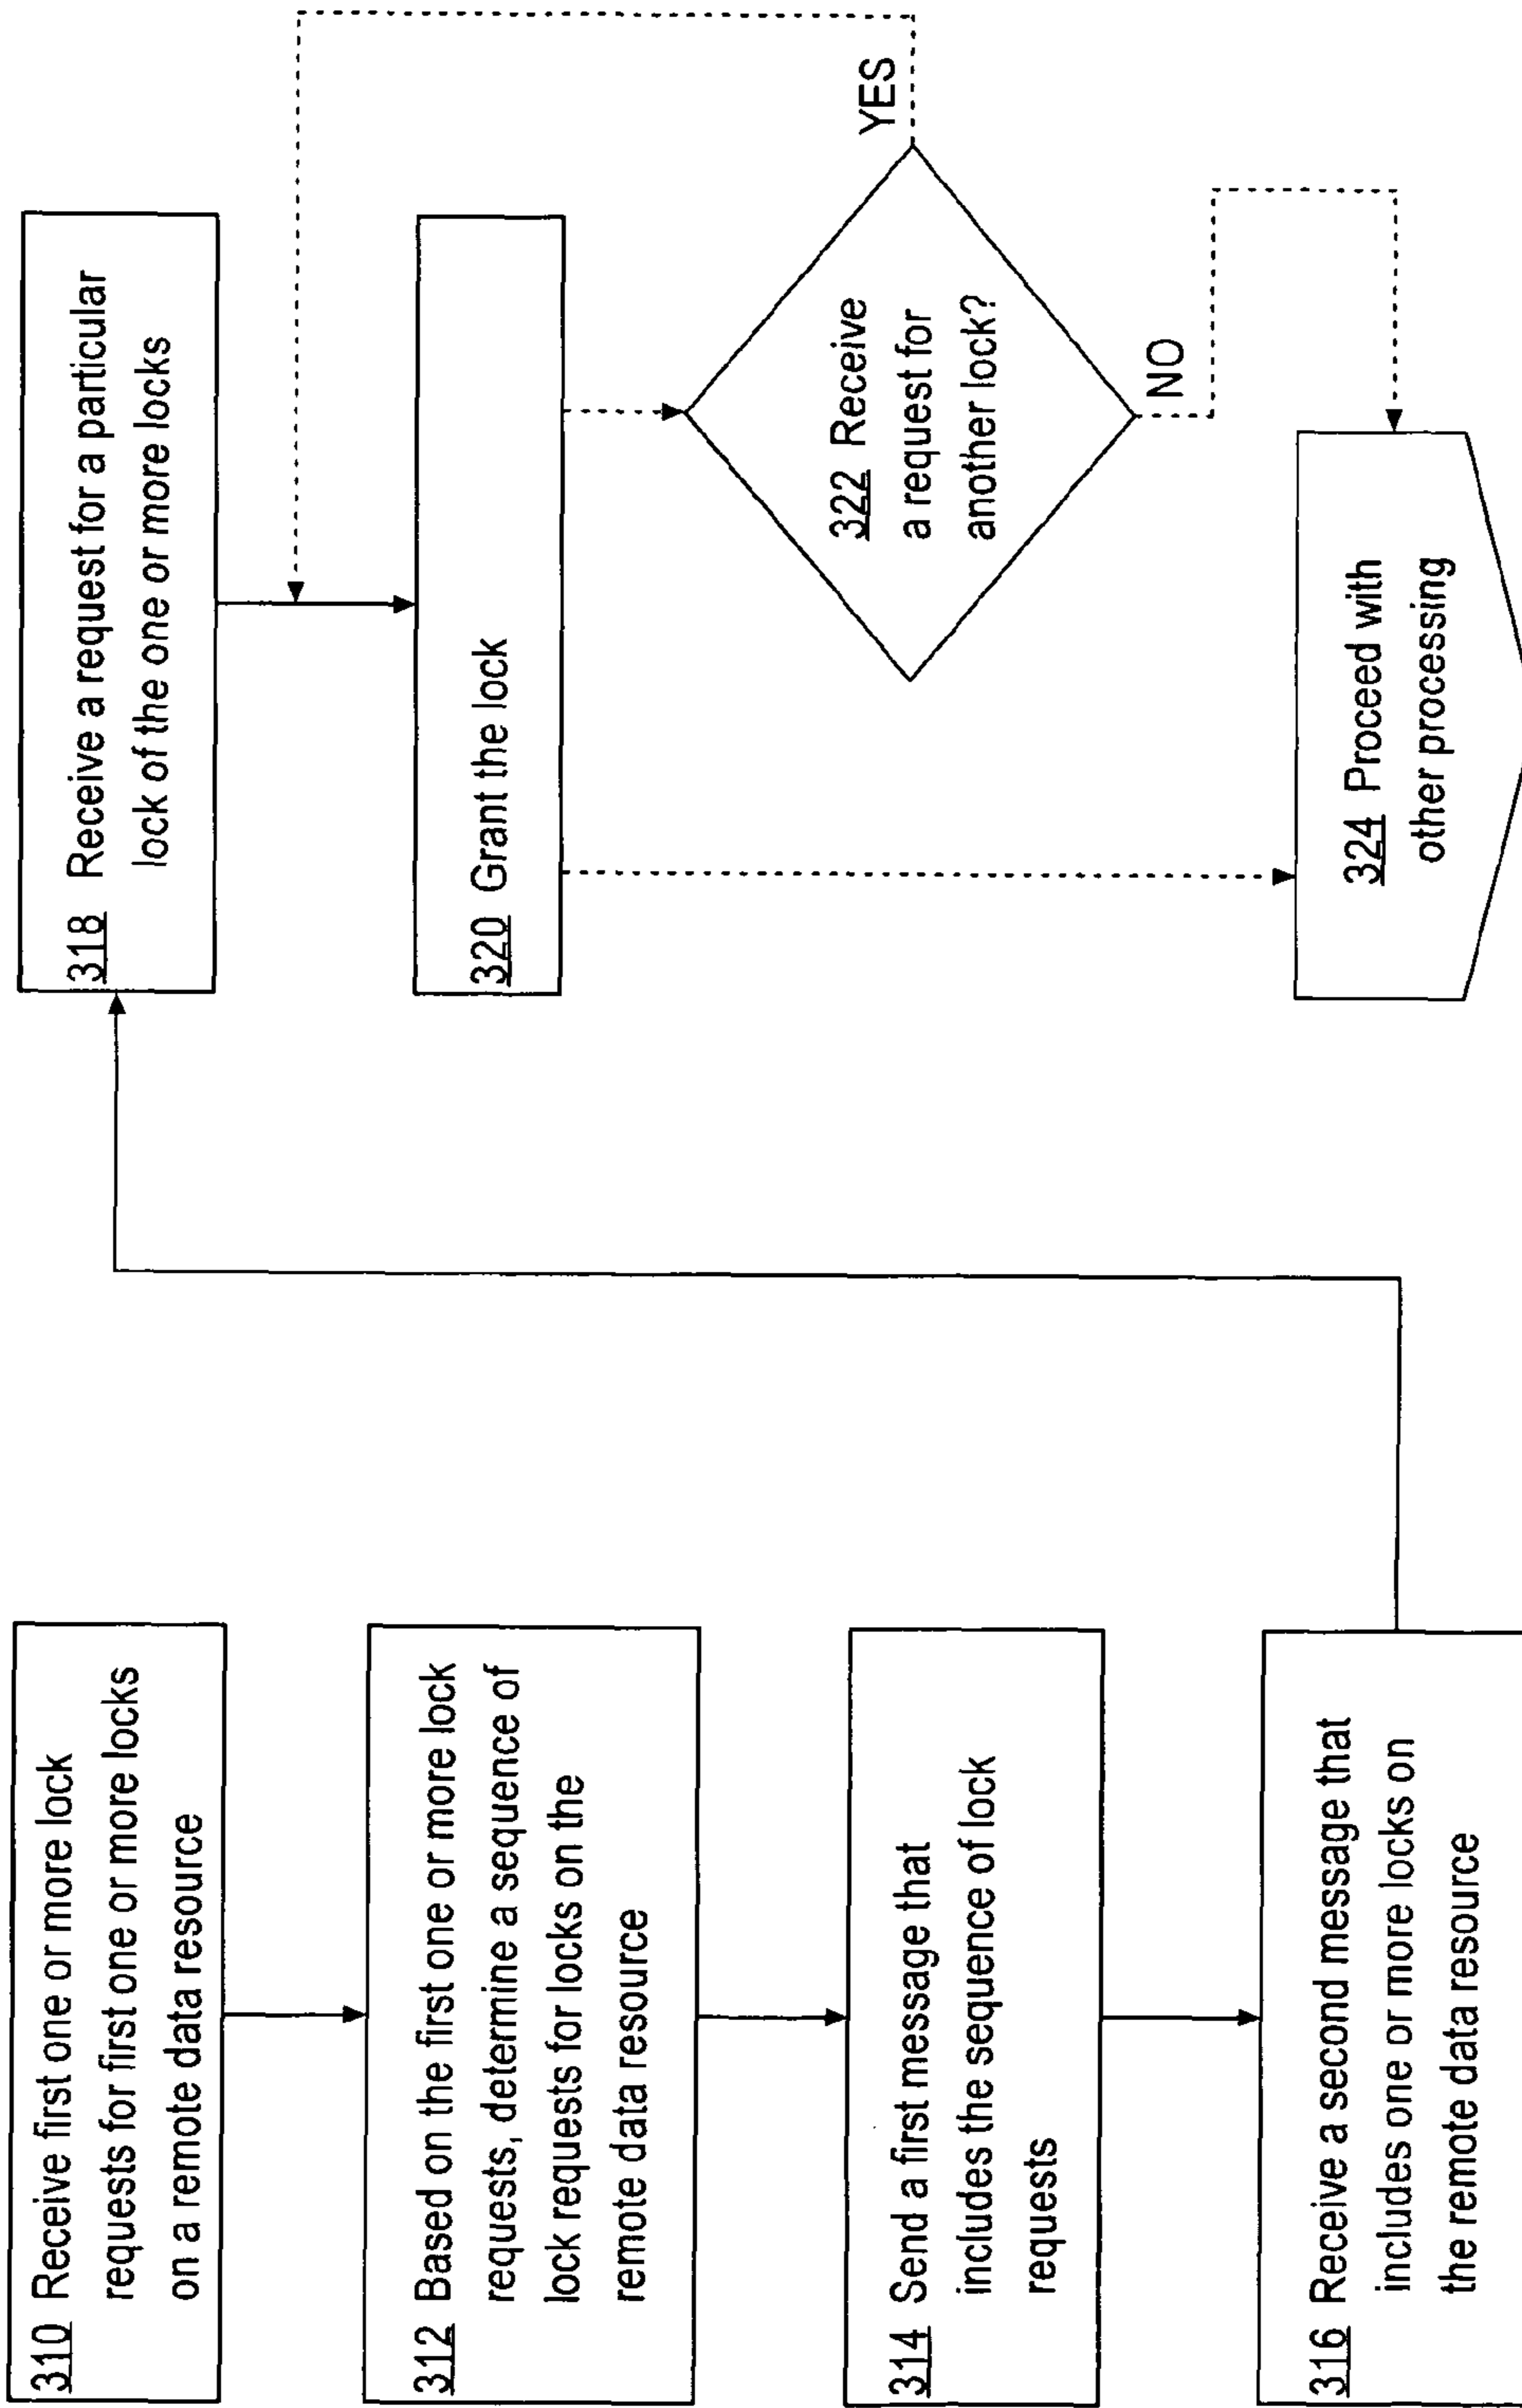 310 Receive first one or more lock
requests for first one or more locks
on a remote data resource
312 Based on the first one or more lock
requests, determine a sequence of
lock requests for locks on the
remote data resource
314 Send a first message that
includes the sequence of lock
requests
316 Receive a second message that
includes one or more locks on
the remote data resource
318 Receive a request for a particular
lock of the one or more locks
320 Grant the lock
322 Receive
a request for
another lock?
YES
NO
324 Proceed with
other processing